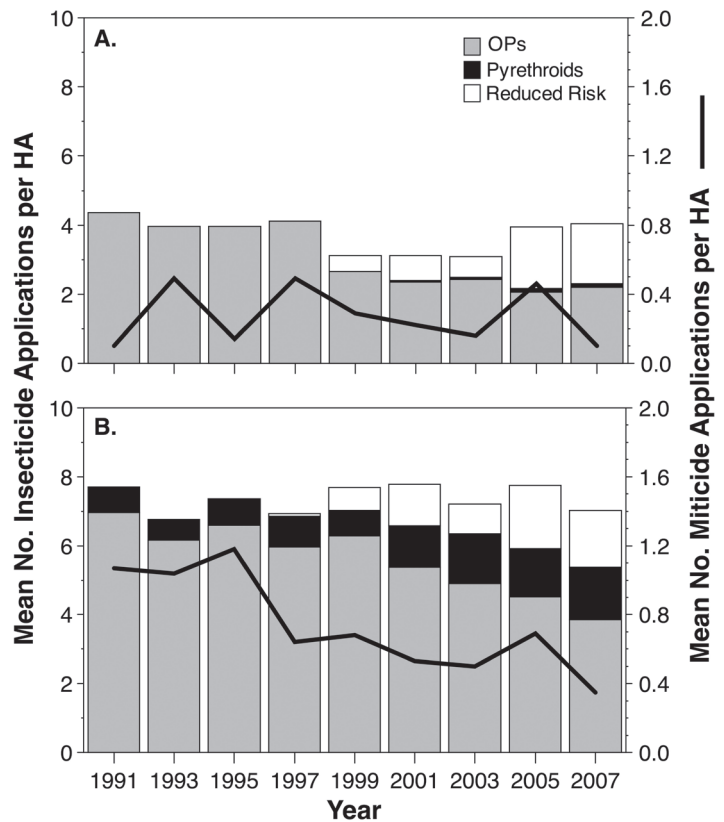 A.
OPs
Pyrethroids
Reduced Risk
10
8
6
4
2
0
2.0
1.6
1.2
0.8
0.4
0.0
B.
10
8
6
4
2
0
2.0
1.6
1.2
0.8
0.4
0.0
1991 1993 1995 1997 1999 2001 2003 2005 2007
Year
Mean No. Insecticide Applications per HA
Mean No. Miticide Applications per HA